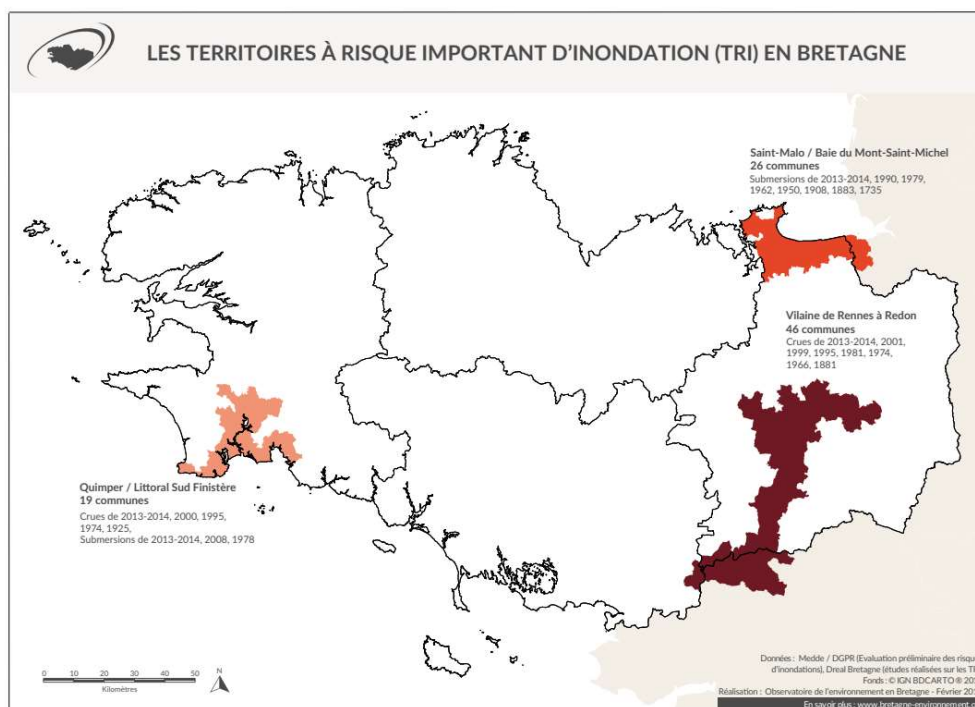 LES TERRITOIRES À RISQUE IMPORTANT D'INONDATION (TRI) EN BRETAGNE
Saint-Malo / Baie du Mont-Saint-Michel
26 communes
Submersions de 2013-2014, 1990, 1979,
1962, 1950, 1908, 1883, 1735
Vilaine de Rennes à Redon
46 communes
Crues de 2013-2014, 2001,
1999, 1995, 1981, 1974,
1966, 1881
Quimper / Littoral Sud Finistère
19 communes
Crues de 2013-2014, 2000, 1995,
1974, 1925,
Submersions de 2013-2014, 2008, 1978
0 10 20 30 40 50
Kilomètres
N
Données : Medde / DGPR (Evaluation préliminaire des
d'inondations), Dreal Bretagne (études réalisées sur les
Fonds : © IGN BDCARTO ®
Réalisation : Observatoire de l'environnement en Bretagne - Février
En savoir plus :